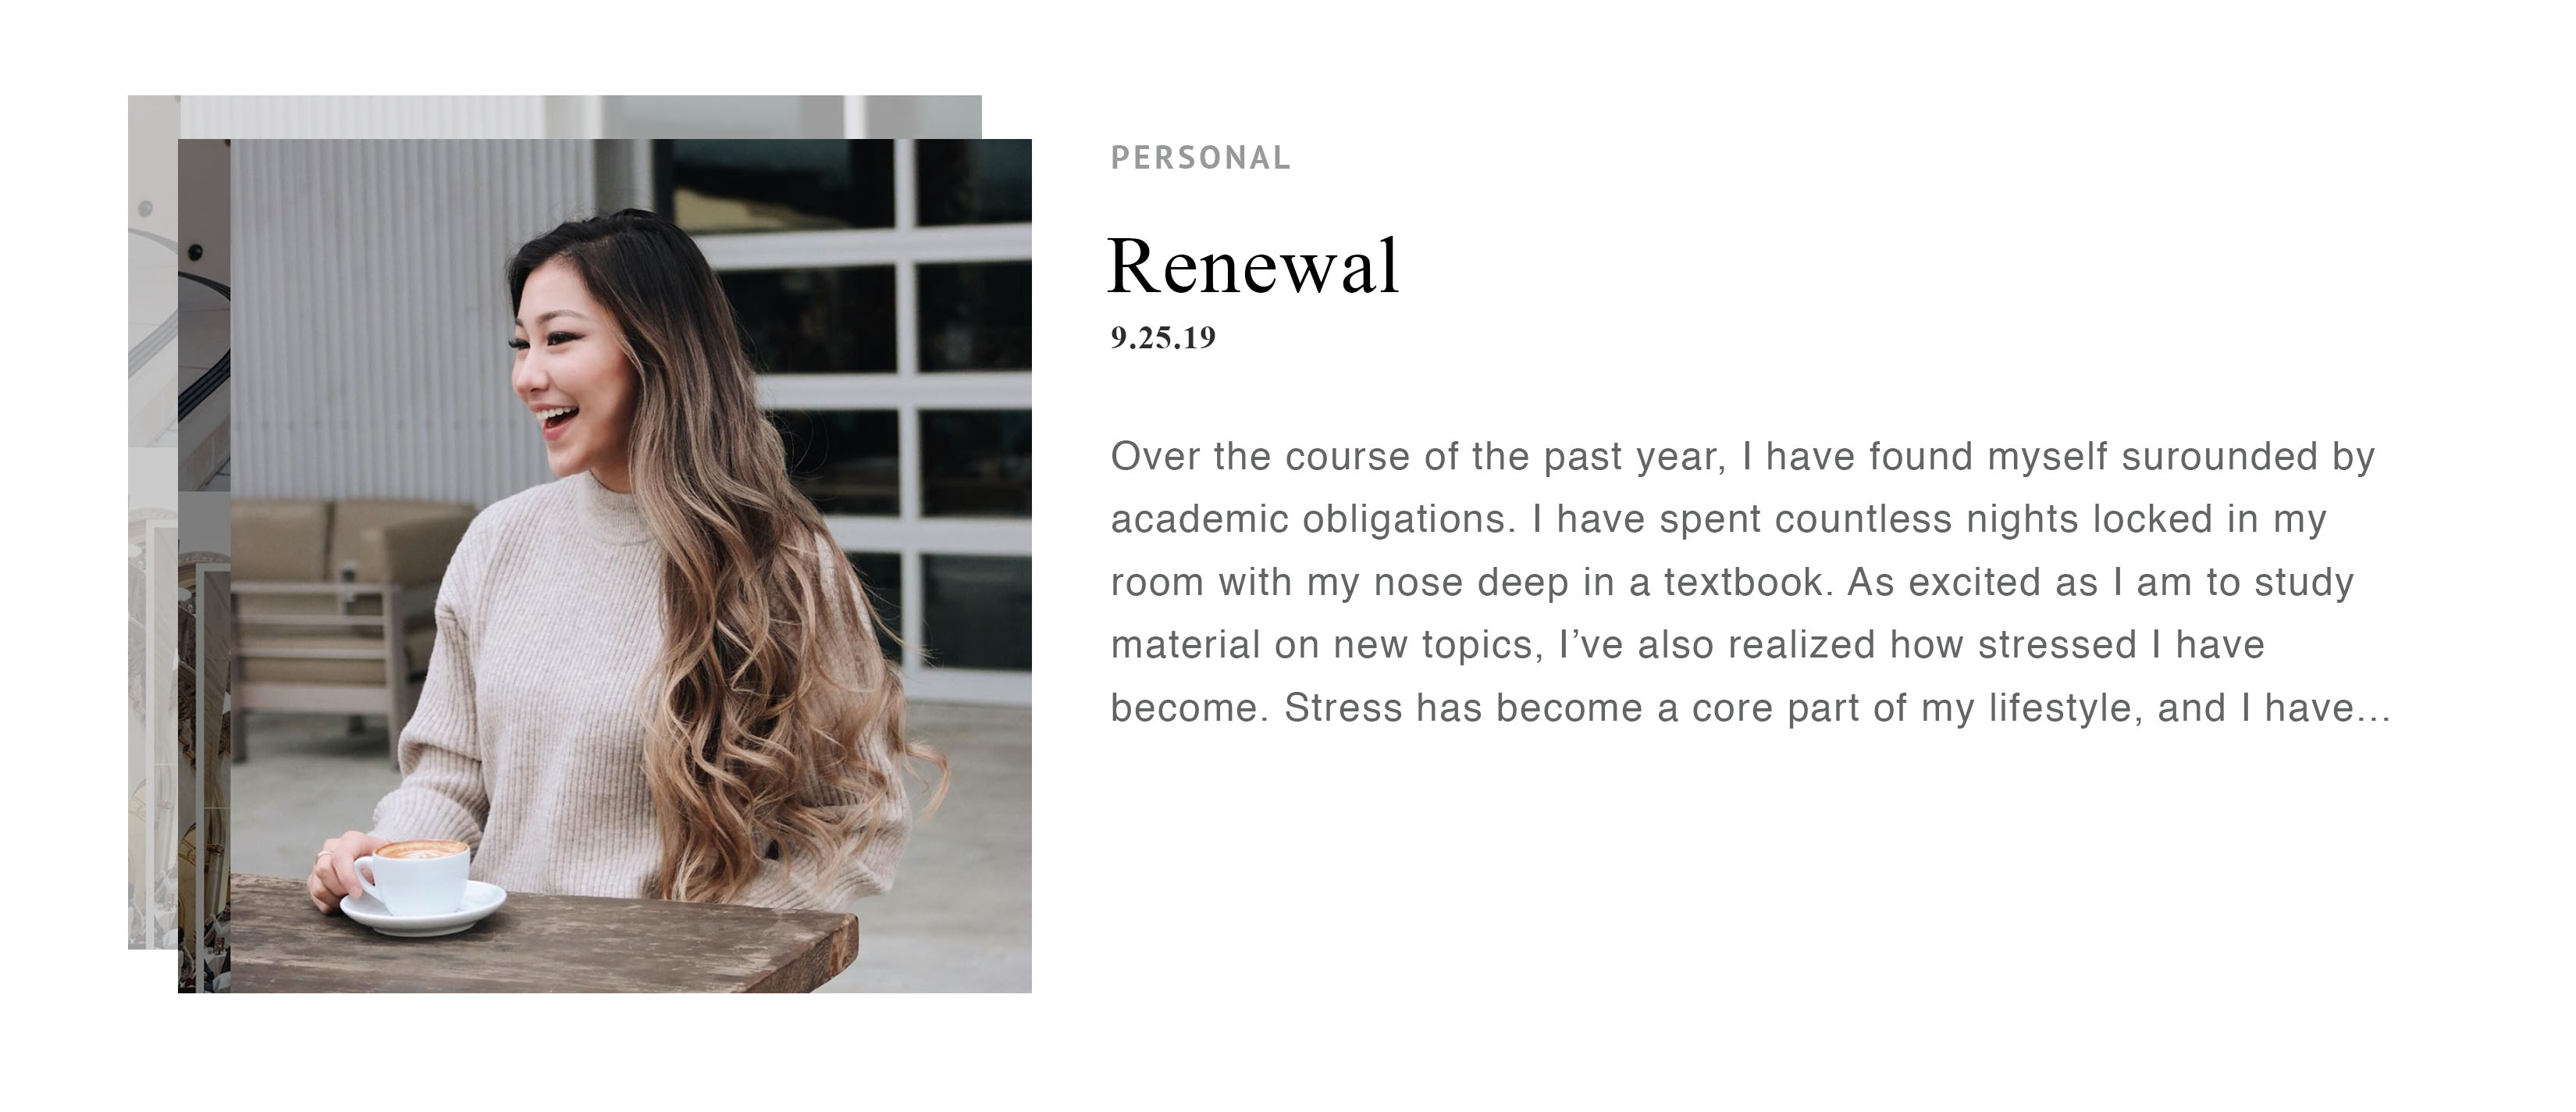 PERSONAL
Renewal
9.25.19
Over the course of the past year, I have found myself surounded by
academic obligations. I have spent countless nights locked in my
room with my nose deep in a textbook. As excited as I am to study
material on new topics, I’ve also realized how stressed I have
become. Stress has become a core part of my lifestyle, and I have...